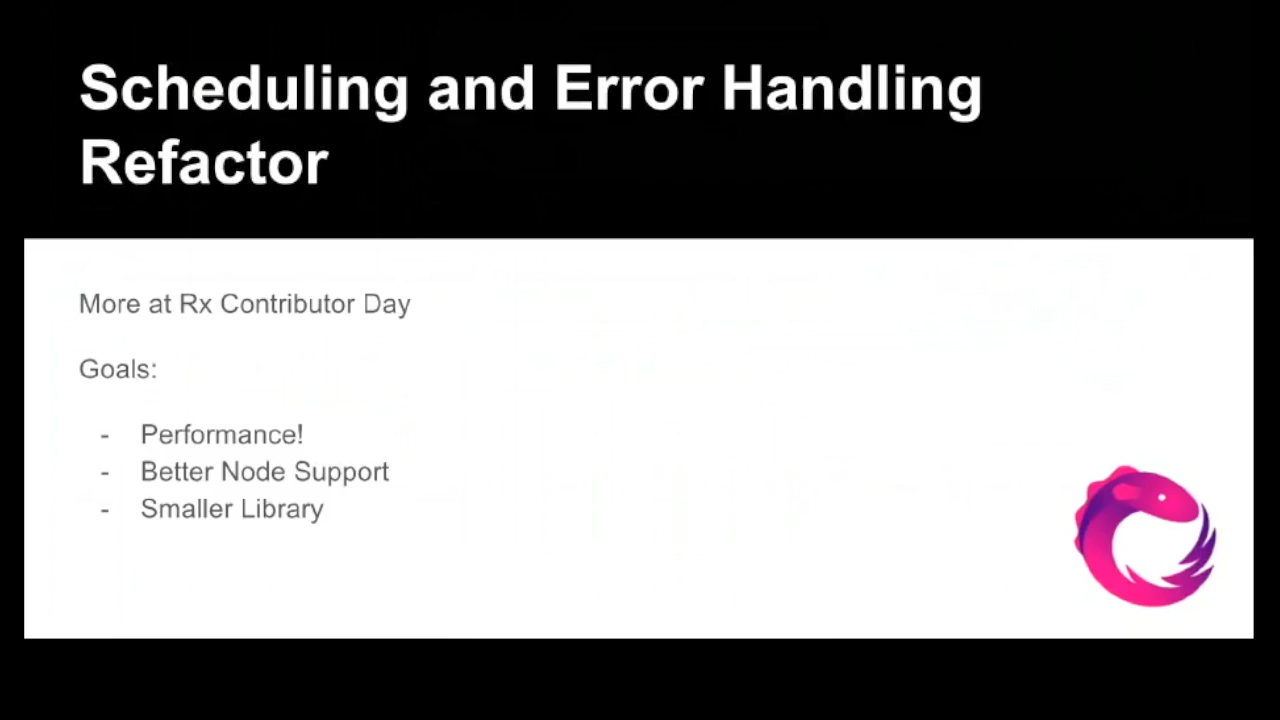 Scheduling and Error Handling
Refactor
More at Rx Contributor Day
Goals:
- Performance!
- Better Node Support
- Smaller Library